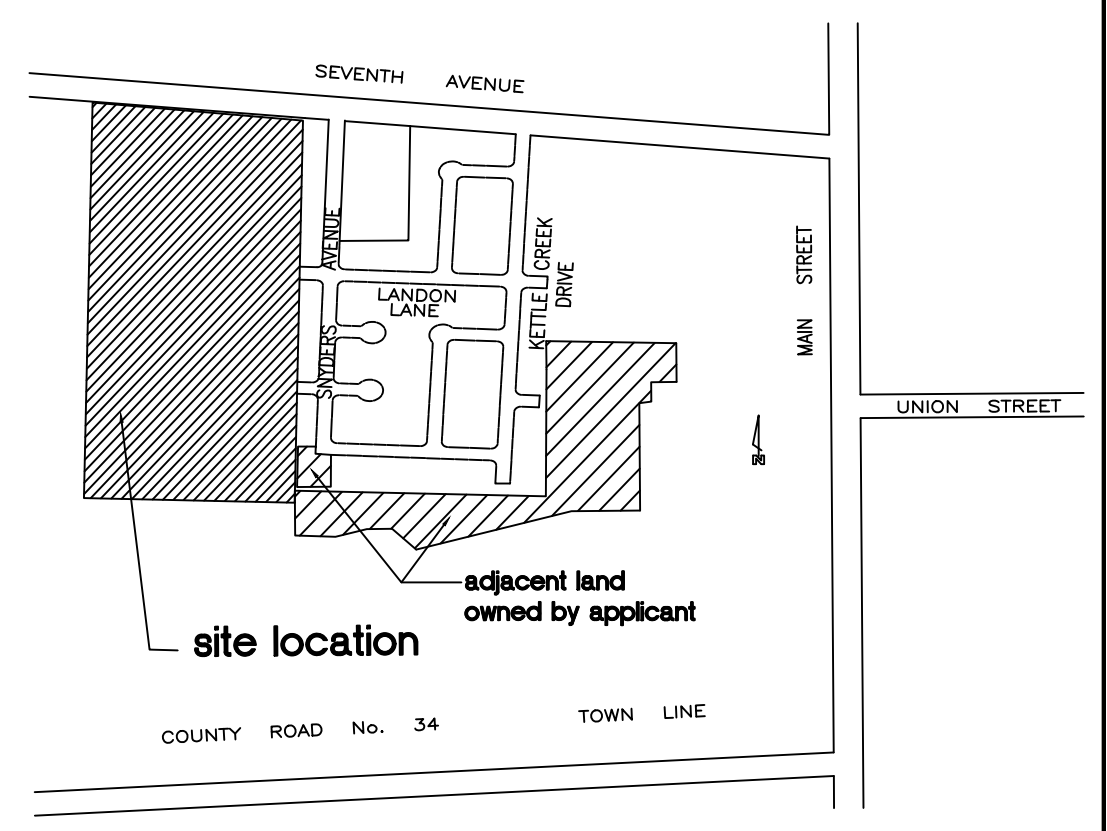 SEVENTH AVENUE
SNYDERS AVENUE
LANDON
LANE
KETTLE CREEK
DRIVE
MAIN STREET
UNION STREET
N
adjacent land
owned by applicant
site location
COUNTY ROAD No. 34 TOWN LINE